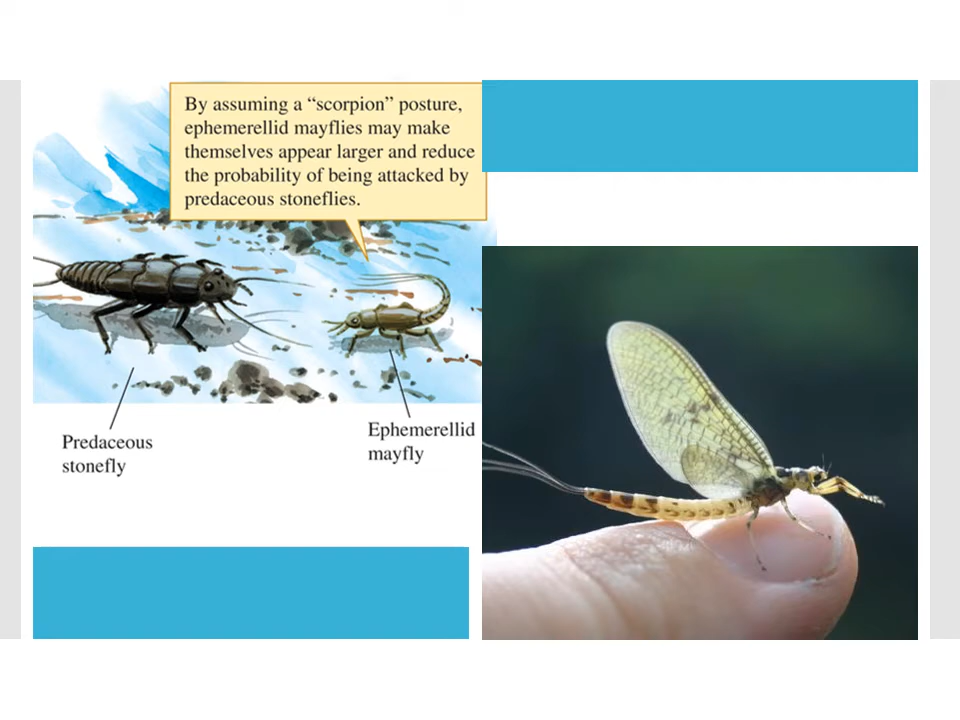 By assuming a “scorpion” posture,
ephemerellid mayflies may make
themselves appear larger and reduce
the probability of being attacked by
predaceous stoneflies.
Predaceous
stonefly
Ephemerellid
mayfly